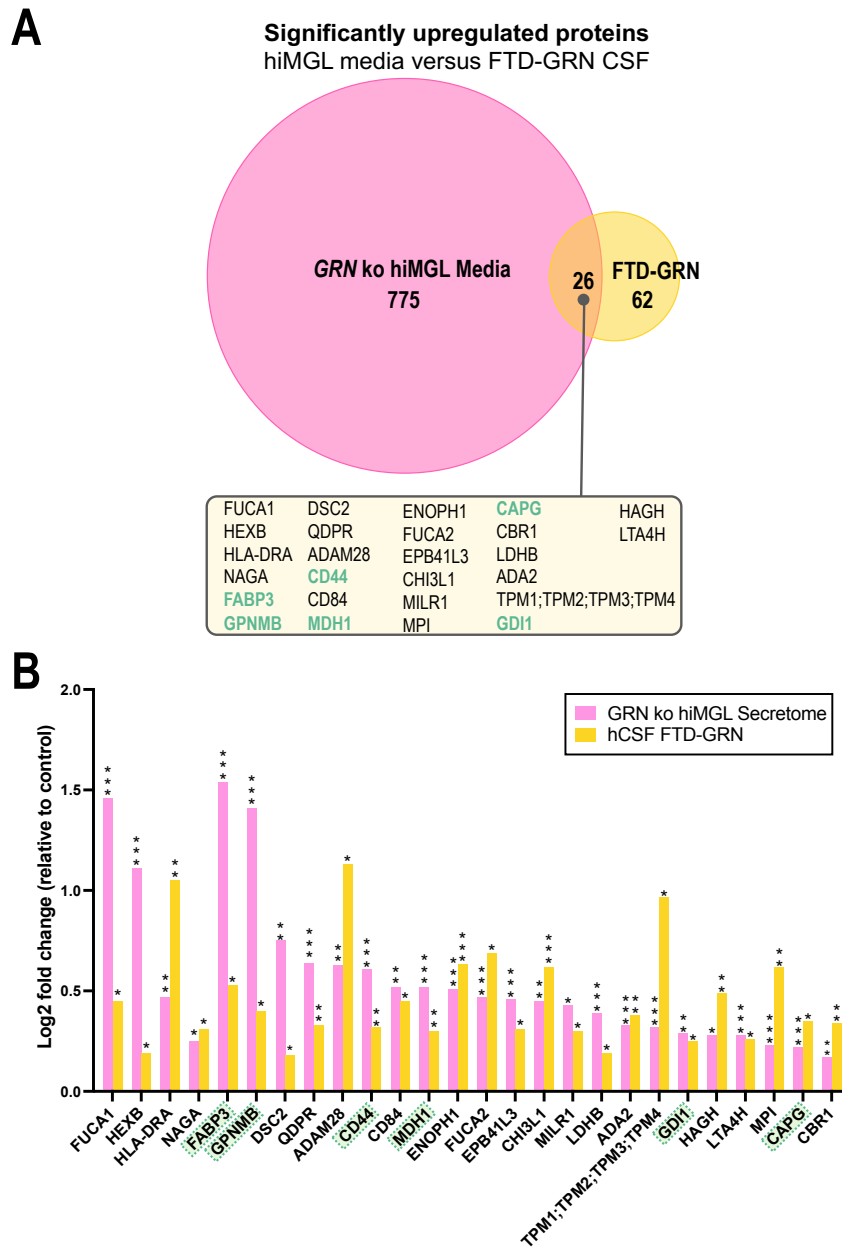 A
Significantly upregulated proteins
hiMGL media versus FTD-GRN CSF
GRN ko hiMGL Media
775
26
FTD-GRN
62
FUCA1
HEXB
HLA-DRA
NAGA
FABP3
GPNMB
DSC2
QDPR
ADAM28
CD44
CD84
MDH1
ENOPH1
FUCA2
EPB41L3
CHI3L1
MILR1
MPI
CAPG
CBR1
LDHB
ADA2
TPM1;TPM2;TPM3;TPM4
GDI1
HAGH
LTA4H
B
Log2 fold change (relative to control)
2.0
1.5
1.0
0.5
0.0
GRN ko hiMGL Secretome
hCSF FTD-GRN
FUCA1
HEXB
HLA-DRA
NAGA
FABP3
GPNMB
DSC2
QDPR
ADAM28
CD44
CD84
MDH1
ENOPH1
FUCA2
EPB41L3
CHI3L1
MILR1
LDHB
ADA2
TPM1;TPM2;TPM3;TPM4
GDI1
HAGH
LTA4H
MPI
CAPG
CBR1